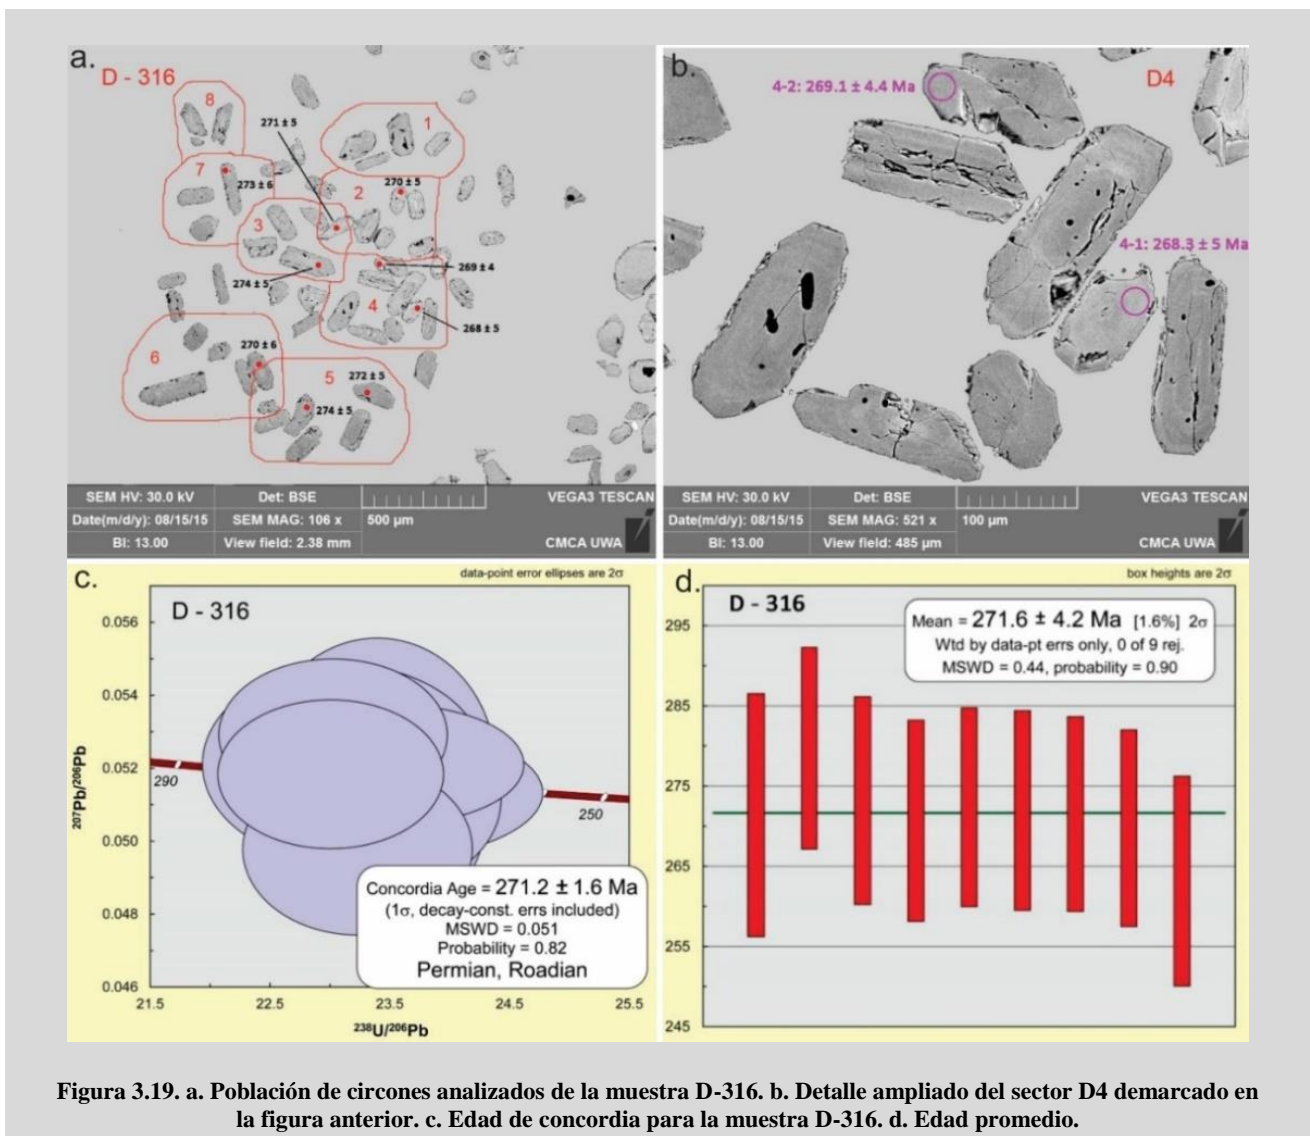 a.
D - 316
8
271 ± 5
1
7
273 ± 6
2
270 ± 5
3
269 ± 4
274 ± 5
4
268 ± 5
6
270 ± 6
5
272 ± 5
274 ± 5
SEM HV: 30.0 kV Det: BSE VEGA3 TESCAN
Date(m/d/y): 08/15/15 SEM MAG: 106 x 500 µm
BI: 13.00 View field: 2.38 mm CMCA UWA
b
D4
4-2: 269.1 ± 4.4 Ma
4-1: 268.3 ± 5 Ma
SEM HV: 30.0 kV Det: BSE VEGA3 TESCAN
Date(m/d/y): 08/15/15 SEM MAG: 521 x 100 µm
BI: 13.00 View field: 485 µm CMCA UWA
c.
data-point error ellipses are 2σ
D - 316
0.056
0.054
0.052
0.050
0.048
0.046
207Pb/206Pb
290
250
Concordia Age = 271.2 ± 1.6 Ma
(1σ, decay-const. errs included)
MSWD = 0.051
Probability = 0.82
Permian, Roadian
21.5 22.5 23.5 24.5 25.5
238U/206Pb
d.
box heights are 2σ
D - 316
Mean = 271.6 ± 4.2 Ma [1.6%] 2σ
Wtd by data-pt errs only, 0 of 9 rej.
MSWD = 0.44, probability = 0.90
295
285
275
265
255
245
Figura 3.19. a. Población de circones analizados de la muestra D-316. b. Detalle ampliado del sector D4 demarcado en
la figura anterior. c. Edad de concordia para la muestra D-316. d. Edad promedio.